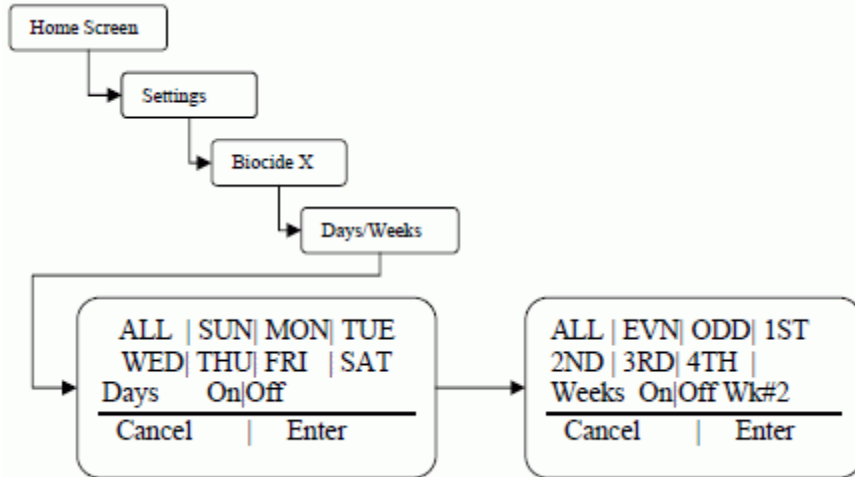 Home Screen
Settings
Biocide X
Days/Weeks
ALL | SUN| MON| TUE
WED| THU| FRI | SAT
Days On|Off
Cancel | Enter
ALL | EVN| ODD| 1ST
2ND | 3RD| 4TH |
Weeks On|Off Wk#2
Cancel | Enter